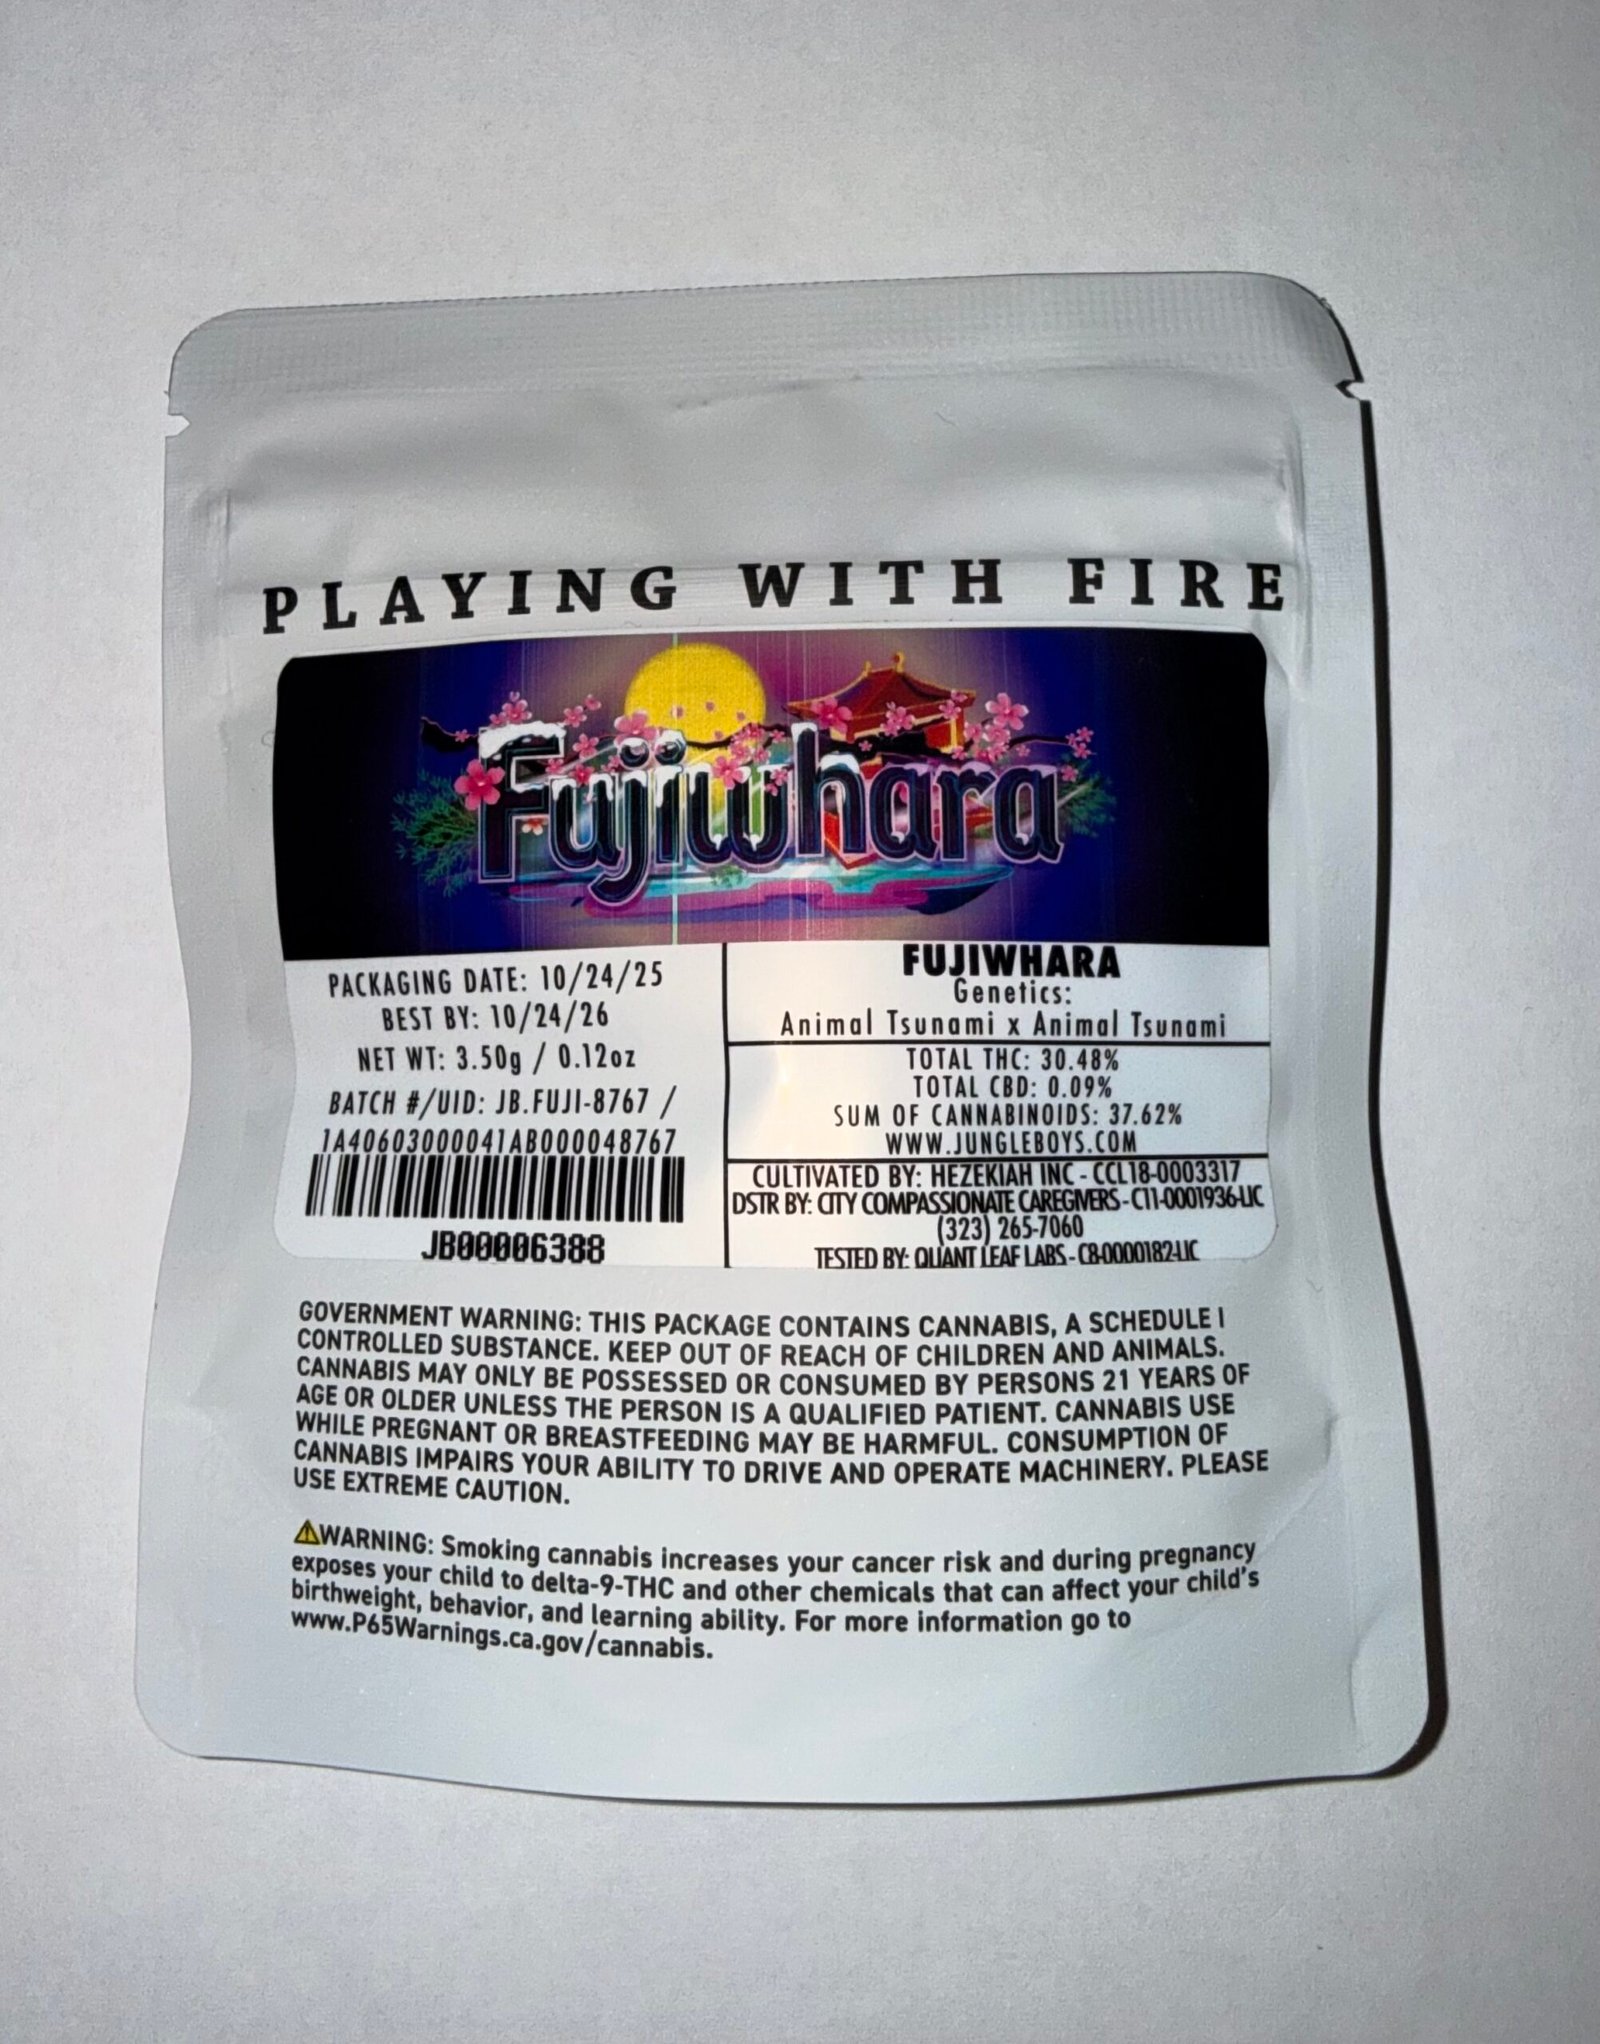 PLAYING WITH FIRE
Fujiwhara
PACKAGING DATE: 10/24/25
BEST BY: 10/24/26
NET WT: 3.50g / 0.12oz
BATCH #/UID: JB.FUJI-8767 /
1A40603000041AB000048767
JB00006388
FUJIWHARA
Genetics:
Animal Tsunami x Animal Tsunami
TOTAL THC: 30.48%
TOTAL CBD: 0.09%
SUM OF CANNABINOIDS: 37.62%
WWW.JUNGLEBOYS.COM
CULTIVATED BY: HEZEKIAH INC - CCL18-0003317
DSTR BY: CITY COMPASSIONATE CAREGIVERS - C11-0001936-LIC
(323) 265-7060
TESTED BY: QUANT LEAF LABS - C8-0000182-LIC
GOVERNMENT WARNING: THIS PACKAGE CONTAINS CANNABIS, A SCHEDULE I
CONTROLLED SUBSTANCE. KEEP OUT OF REACH OF CHILDREN AND ANIMALS.
CANNABIS MAY ONLY BE POSSESSED OR CONSUMED BY PERSONS 21 YEARS OF
AGE OR OLDER UNLESS THE PERSON IS A QUALIFIED PATIENT. CANNABIS USE
WHILE PREGNANT OR BREASTFEEDING MAY BE HARMFUL. CONSUMPTION OF
CANNABIS IMPAIRS YOUR ABILITY TO DRIVE AND OPERATE MACHINERY. PLEASE
USE EXTREME CAUTION.
⚠WARNING: Smoking cannabis increases your cancer risk and during pregnancy
exposes your child to delta-9-THC and other chemicals that can affect your child's
birthweight, behavior, and learning ability. For more information go to
www.P65Warnings.ca.gov/cannabis.